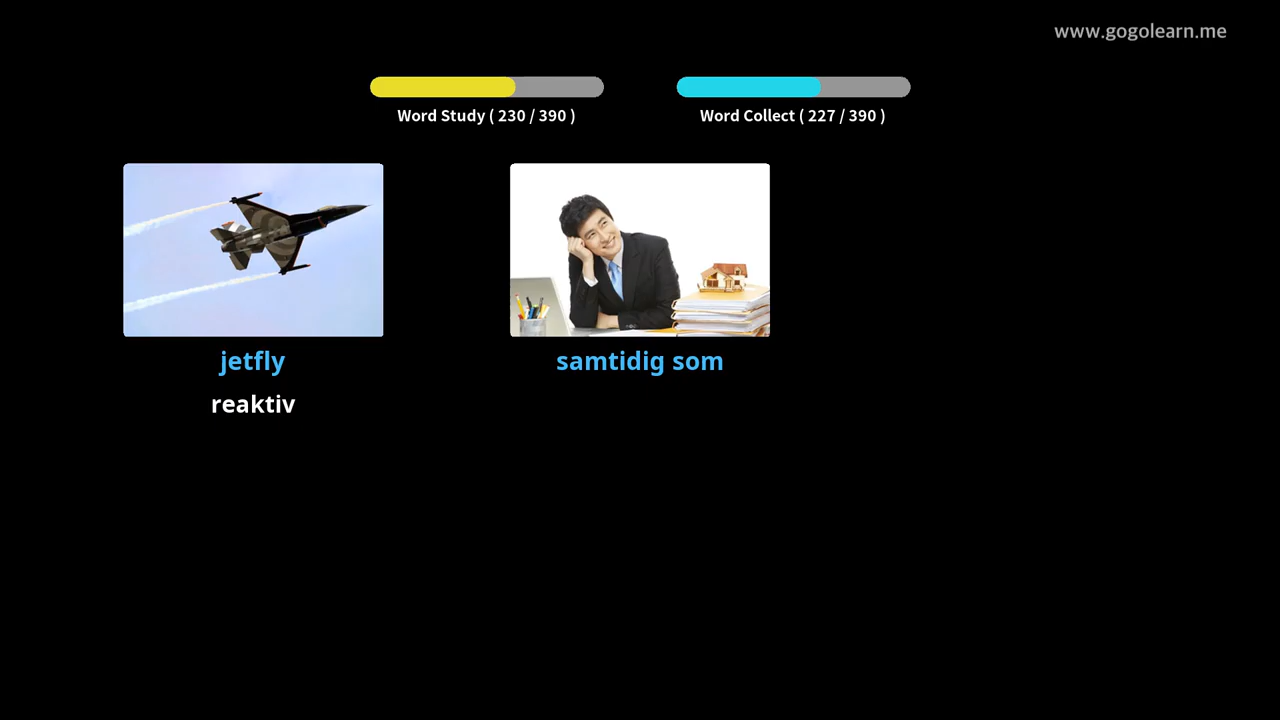 www.gogolearn.me
Word Study ( 230 / 390 )
Word Collect ( 227 / 390 )
jetfly
samtidig som
reaktiv